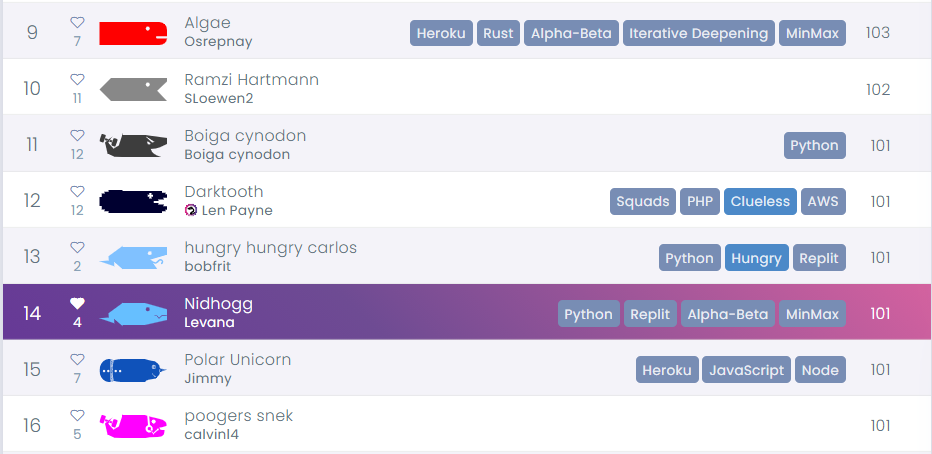 9
7
Algae
Osrepnay
Heroku Rust Alpha-Beta Iterative Deepening MinMax
103
10
11
Ramzi Hartmann
SLoewen2
102
11
12
Boiga cynodon
Boiga cynodon
Python
101
12
12
Darktooth
Len Payne
Squads PHP Clueless AWS
101
13
2
hungry hungry carlos
bobfrit
Python Hungry Replit
101
14
4
Nidhogg
Levana
Python Replit Alpha-Beta MinMax
101
15
7
Polar Unicorn
Jimmy
Heroku JavaScript Node
101
16
5
poogers snek
calvinl4
101